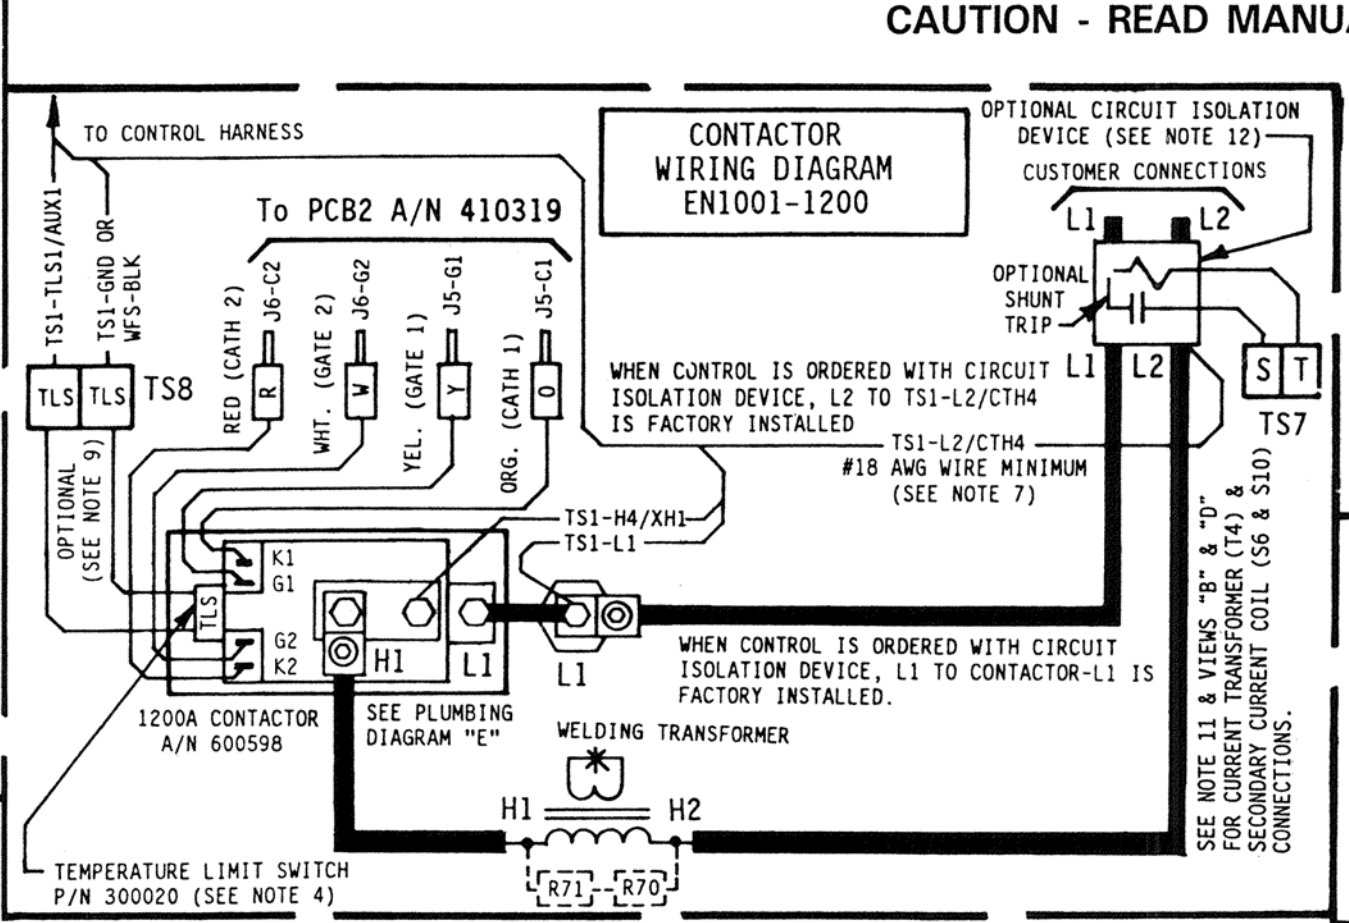 CAUTION - READ MANUA
OPTIONAL CIRCUIT ISOLATION
DEVICE (SEE NOTE 12)
TO CONTROL HARNESS
CONTACTOR
WIRING DIAGRAM
EN1001-1200
CUSTOMER CONNECTIONS
L1
L2
To PCB2 A/N 410319
TS1-TLS1/AUX1
TS1-GND OR
WFS-BLK
RED (CATH 2)
J6-C2
WHT. (GATE 2)
J6-G2
YEL. (GATE 1)
J5-G1
ORG. (CATH 1)
J5-C1
R
W
Y
O
OPTIONAL
SHUNT
TRIP
TLS
TLS
TS8
L1
L2
S
T
TS7
WHEN CONTROL IS ORDERED WITH CIRCUIT
ISOLATION DEVICE, L2 TO TS1-L2/CTH4
IS FACTORY INSTALLED
TS1-L2/CTH4
#18 AWG WIRE MINIMUM
(SEE NOTE 7)
OPTIONAL
(SEE NOTE 9)
TS1-H4/XH1
TS1-L1
K1
G1
TLS
G2
K2
H1
L1
L1
WHEN CONTROL IS ORDERED WITH CIRCUIT
ISOLATION DEVICE, L1 TO CONTACTOR-L1 IS
FACTORY INSTALLED.
SEE NOTE 11 & VIEWS "B" & "D"
FOR CURRENT TRANSFORMER (T4) &
SECONDARY CURRENT COIL (S6 & S10)
CONNECTIONS.
1200A CONTACTOR
A/N 600598
SEE PLUMBING
DIAGRAM "E"
WELDING TRANSFORMER
H1
H2
R71
R70
TEMPERATURE LIMIT SWITCH
P/N 300020 (SEE NOTE 4)